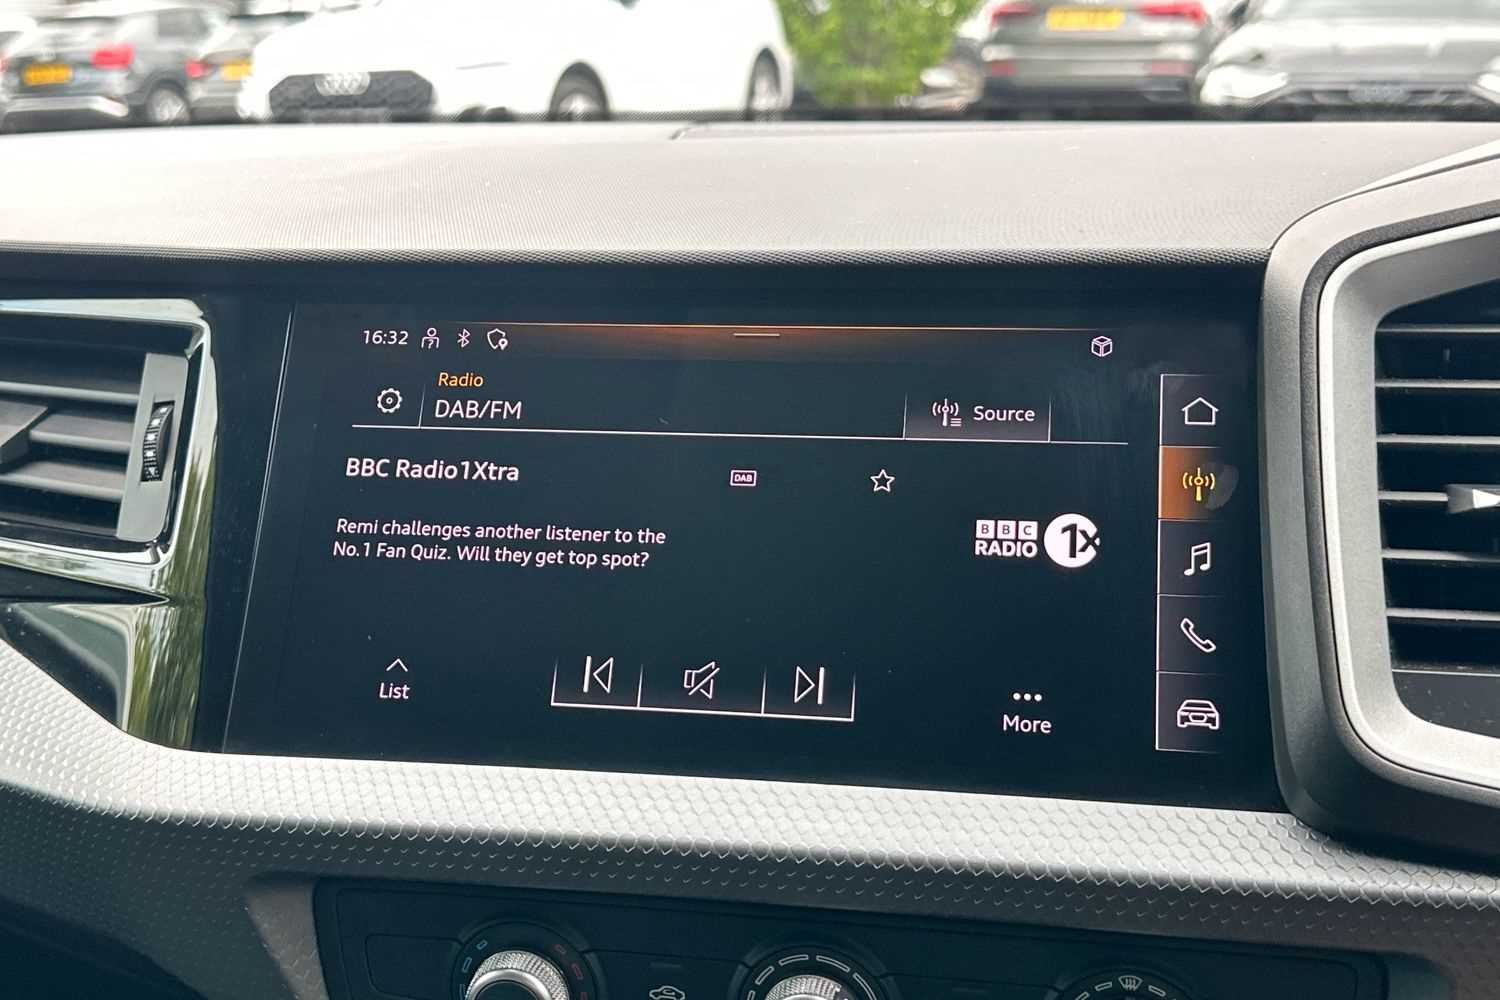 16:32
Radio
DAB/FM
Source
BBC Radio1Xtra
DAB
Remi challenges another listener to the
No.1 Fan Quiz. Will they get top spot?
BBC
RADIO
1X
List
More